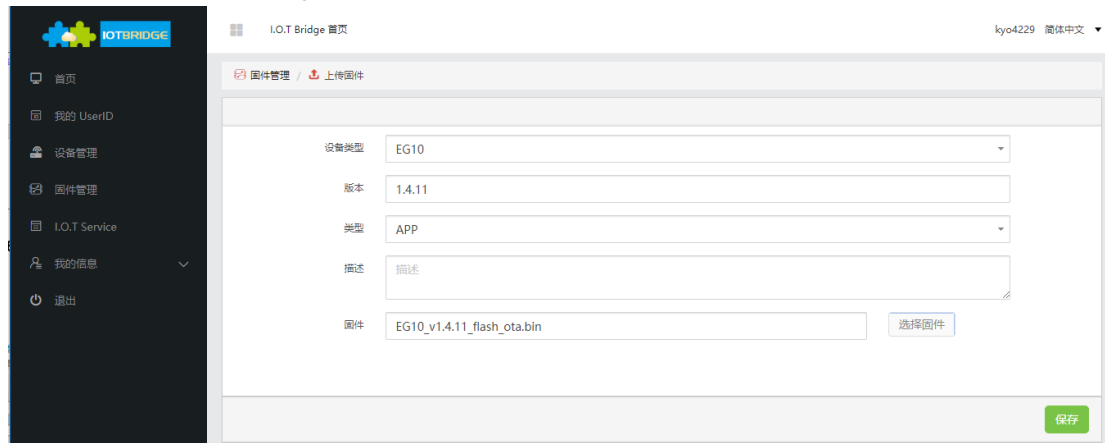 IOTBRIDGE
I.O.T Bridge 首页
kyo4229 简体中文
首页
我的 UserID
设备管理
固件管理
I.O.T Service
我的信息
退出
固件管理 / 上传固件
设备类型 EG10
版本 1.4.11
类型 APP
描述 描述
固件 EG10_v1.4.11_flash_ota.bin 选择固件
保存